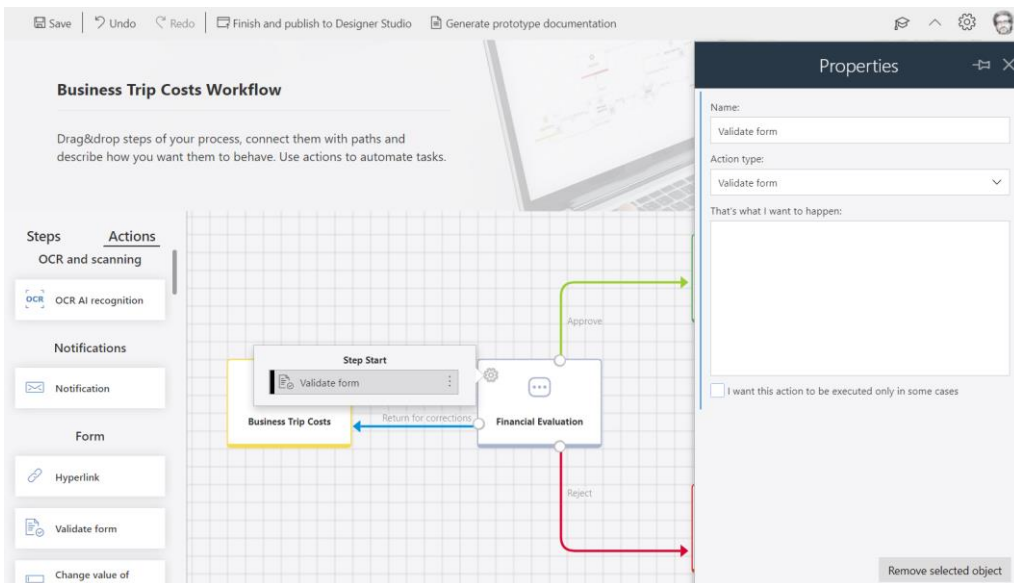 Save
Undo
Redo
Finish and publish to Designer Studio
Generate prototype documentation
Business Trip Costs Workflow
Drag&drop steps of your process, connect them with paths and
describe how you want them to behave. Use actions to automate tasks.
Steps
Actions
OCR and scanning
OCR
OCR AI recognition
Notifications
Notification
Form
Hyperlink
Validate form
Change value of
Approve
Step Start
Validate form
Business Trip Costs
Return for corrections
Financial Evaluation
Reject
Properties
Name:
Validate form
Action type:
Validate form
That's what I want to happen:
I want this action to be executed only in some cases
Remove selected object